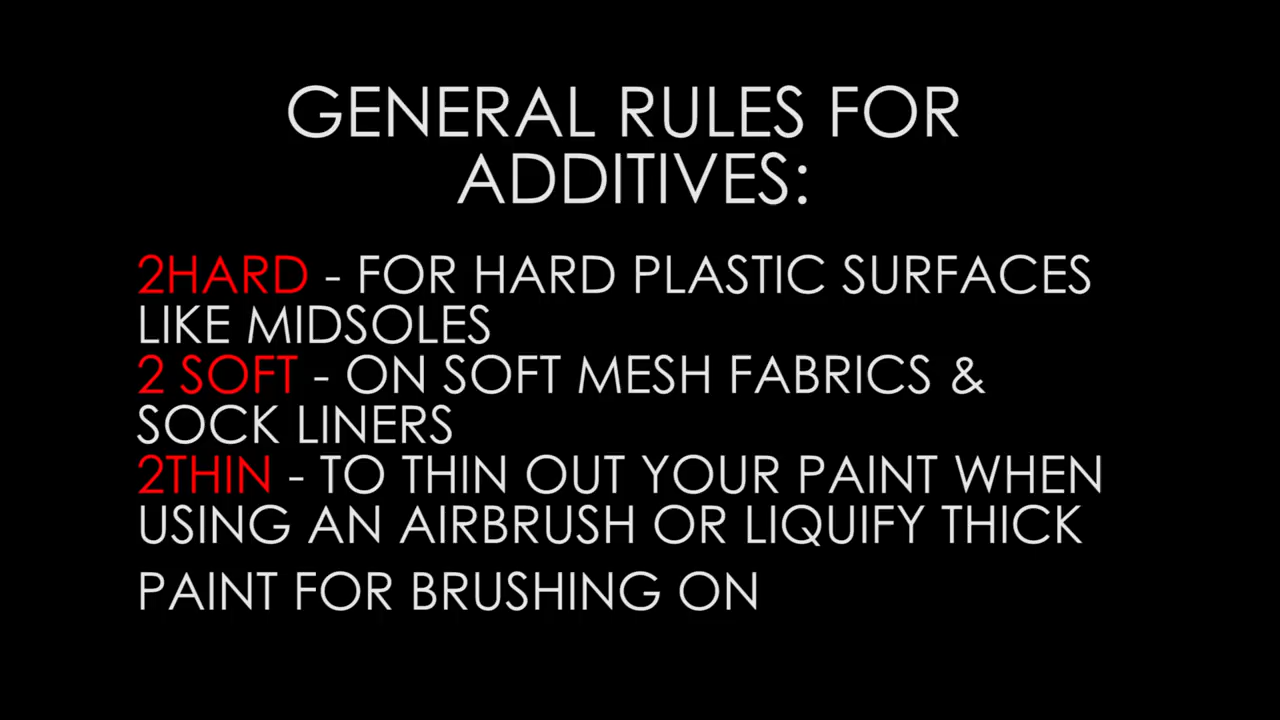 GENERAL RULES FOR
ADDITIVES:
2HARD - FOR HARD PLASTIC SURFACES
LIKE MIDSOLES
2 SOFT - ON SOFT MESH FABRICS &
SOCK LINERS
2THIN - TO THIN OUT YOUR PAINT WHEN
USING AN AIRBRUSH OR LIQUIFY THICK
PAINT FOR BRUSHING ON